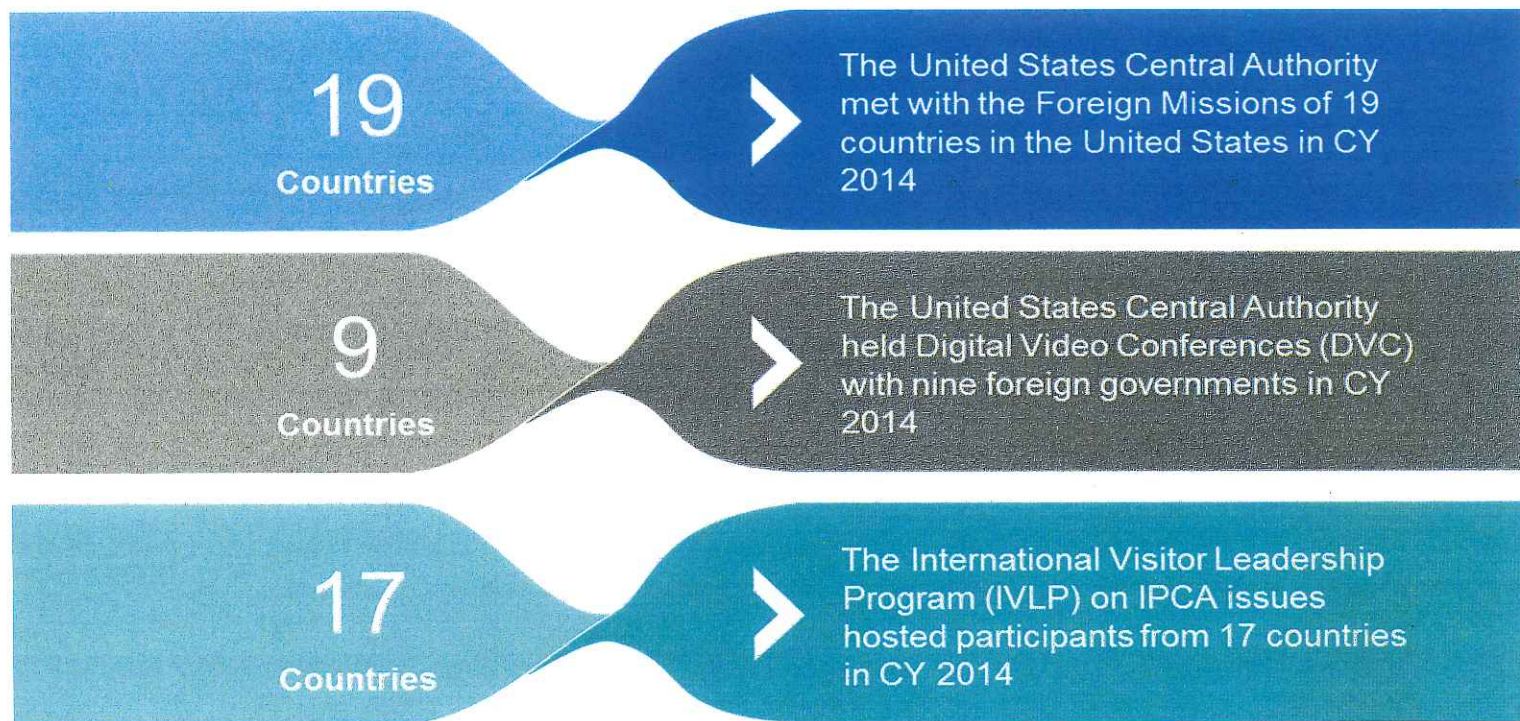 19
Countries
The United States Central Authority
met with the Foreign Missions of 19
countries in the United States in CY
2014
9
Countries
The United States Central Authority
held Digital Video Conferences (DVC)
with nine foreign governments in CY
2014
17
Countries
The International Visitor Leadership
Program (IVLP) on IPCA issues
hosted participants from 17 countries
in CY 2014